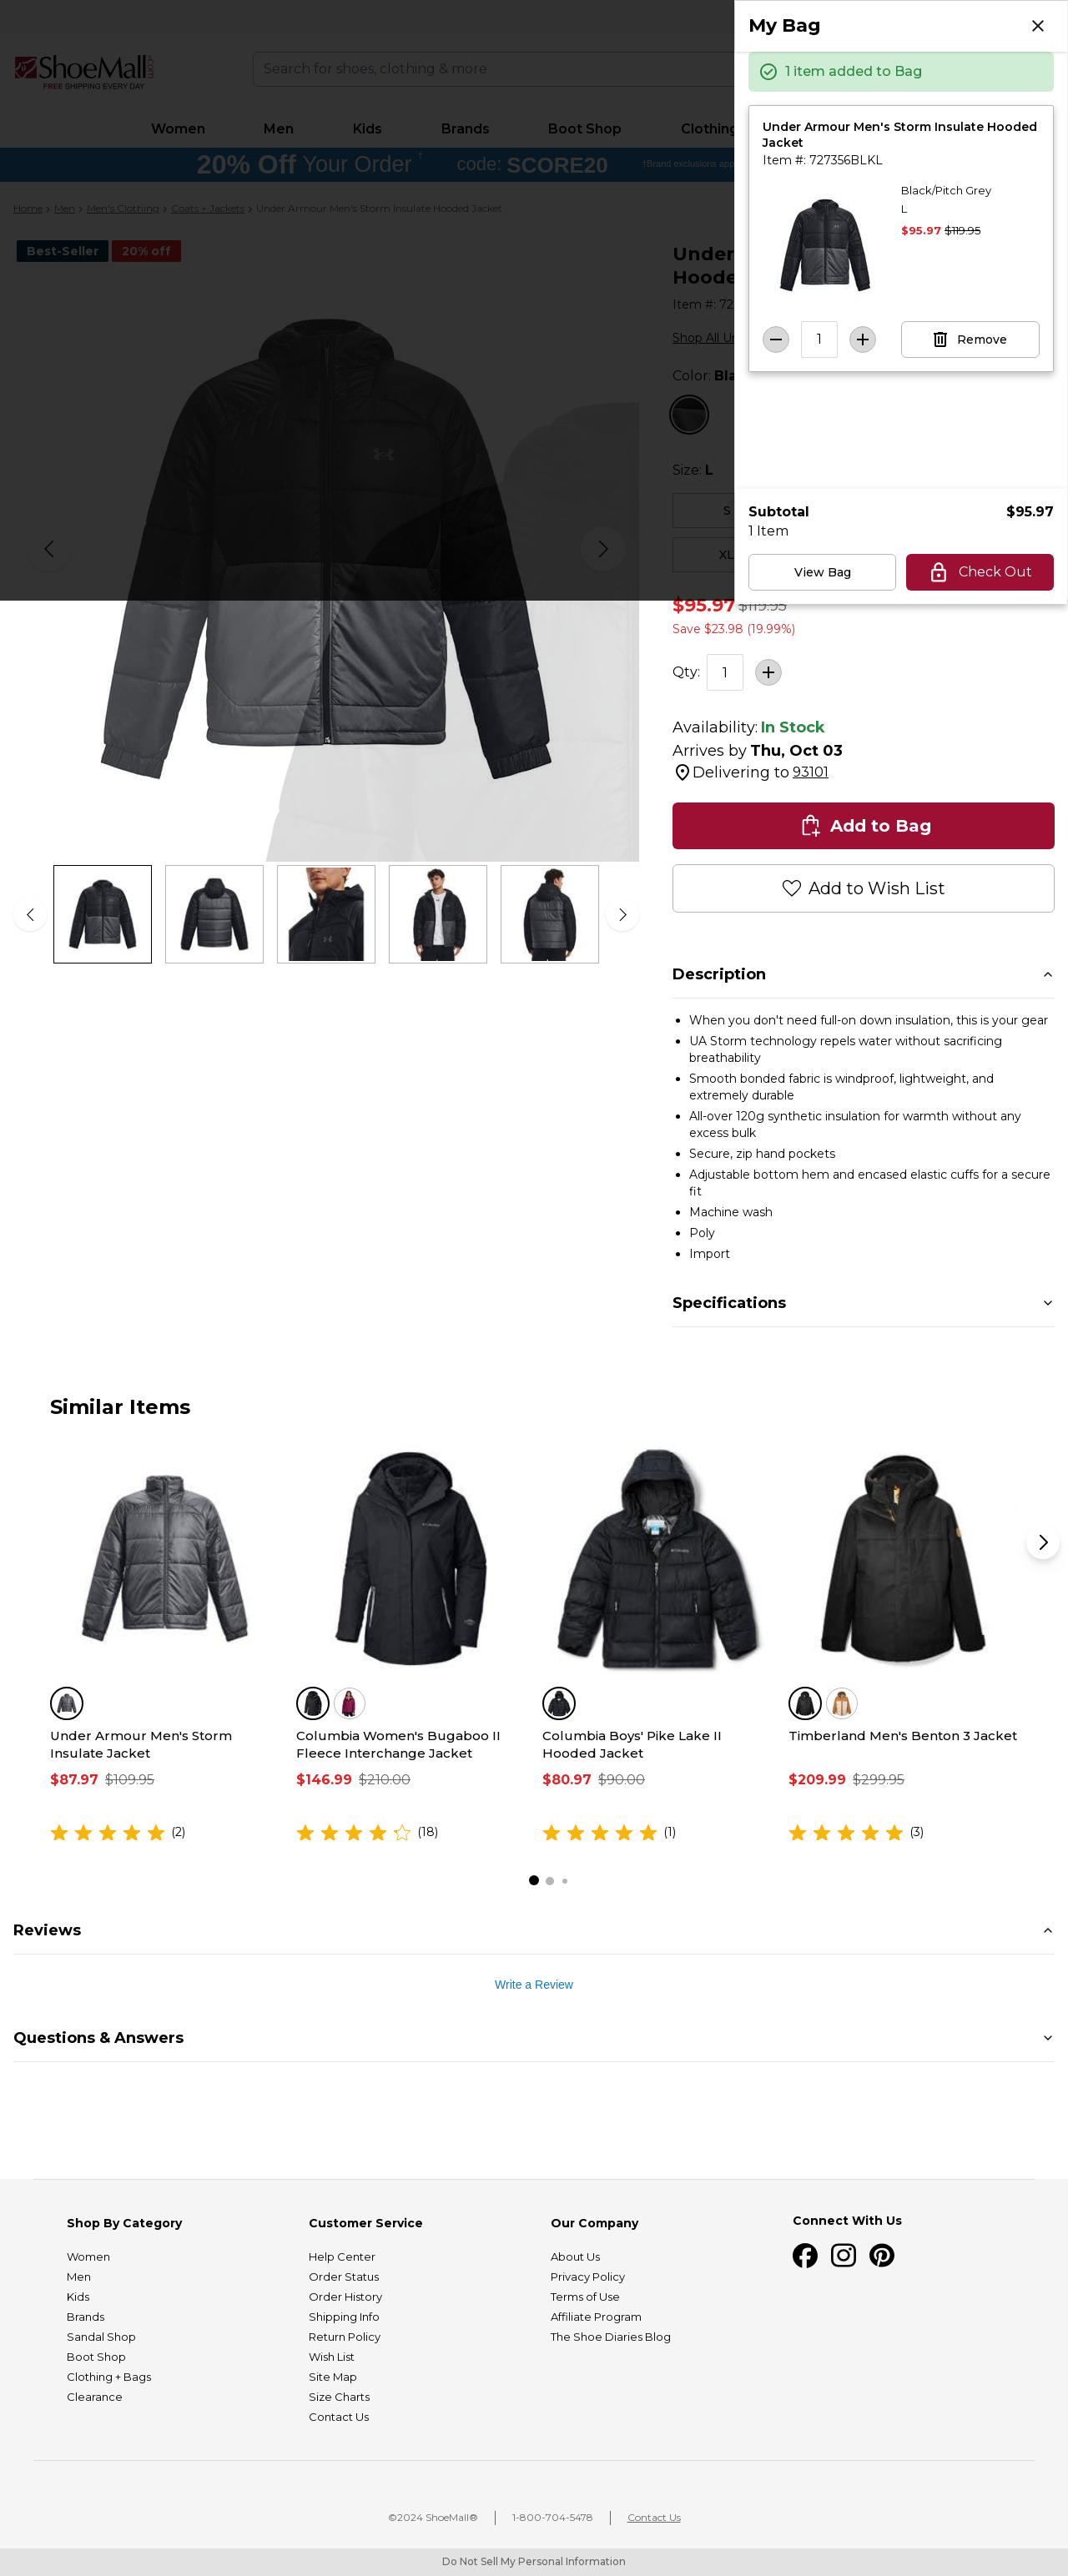 My Bag
1 item added to Bag
Under Armour Men's Storm Insulate Hooded
Jacket
Item #: 727356BLKL
Black/Pitch Grey
L
$95.97 $119.95
1
Remove
Subtotal $95.97
1 Item
View Bag
Check Out
ShoeMall
FREE SHIPPING EVERY DAY
Search for shoes, clothing & more
Women
Men
Kids
Brands
Boot Shop
Clothing
20% Off Your Order † code: SCORE20
Home > Men > Men's Clothing > Coats + Jackets > Under Armour Men's Storm Insulate Hooded Jacket
Best-Seller
20% off
Under
Hoode
Item #: 72
Shop All Un
Color: Bla
Size: L
S
XL
$95.97 $119.95
Save $23.98 (19.99%)
Qty: 1
Availability: In Stock
Arrives by Thu, Oct 03
Delivering to 93101
Add to Bag
Add to Wish List
Description
When you don't need full-on down insulation, this is your gear
UA Storm technology repels water without sacrificing
breathability
Smooth bonded fabric is windproof, lightweight, and
extremely durable
All-over 120g synthetic insulation for warmth without any
excess bulk
Secure, zip hand pockets
Adjustable bottom hem and encased elastic cuffs for a secure
fit
Machine wash
Poly
Import
Specifications
Similar Items
Under Armour Men's Storm
Insulate Jacket
$87.97 $109.95
(2)
Columbia Women's Bugaboo II
Fleece Interchange Jacket
$146.99 $210.00
(18)
Columbia Boys' Pike Lake II
Hooded Jacket
$80.97 $90.00
(1)
Timberland Men's Benton 3 Jacket
$209.99 $299.95
(3)
Reviews
Write a Review
Questions & Answers
Shop By Category
Women
Men
Kids
Brands
Sandal Shop
Boot Shop
Clothing + Bags
Clearance
Customer Service
Help Center
Order Status
Order History
Shipping Info
Return Policy
Wish List
Site Map
Size Charts
Contact Us
Our Company
About Us
Privacy Policy
Terms of Use
Affiliate Program
The Shoe Diaries Blog
Connect With Us
©2024 ShoeMall®
1-800-704-5478
Contact Us
Do Not Sell My Personal Information